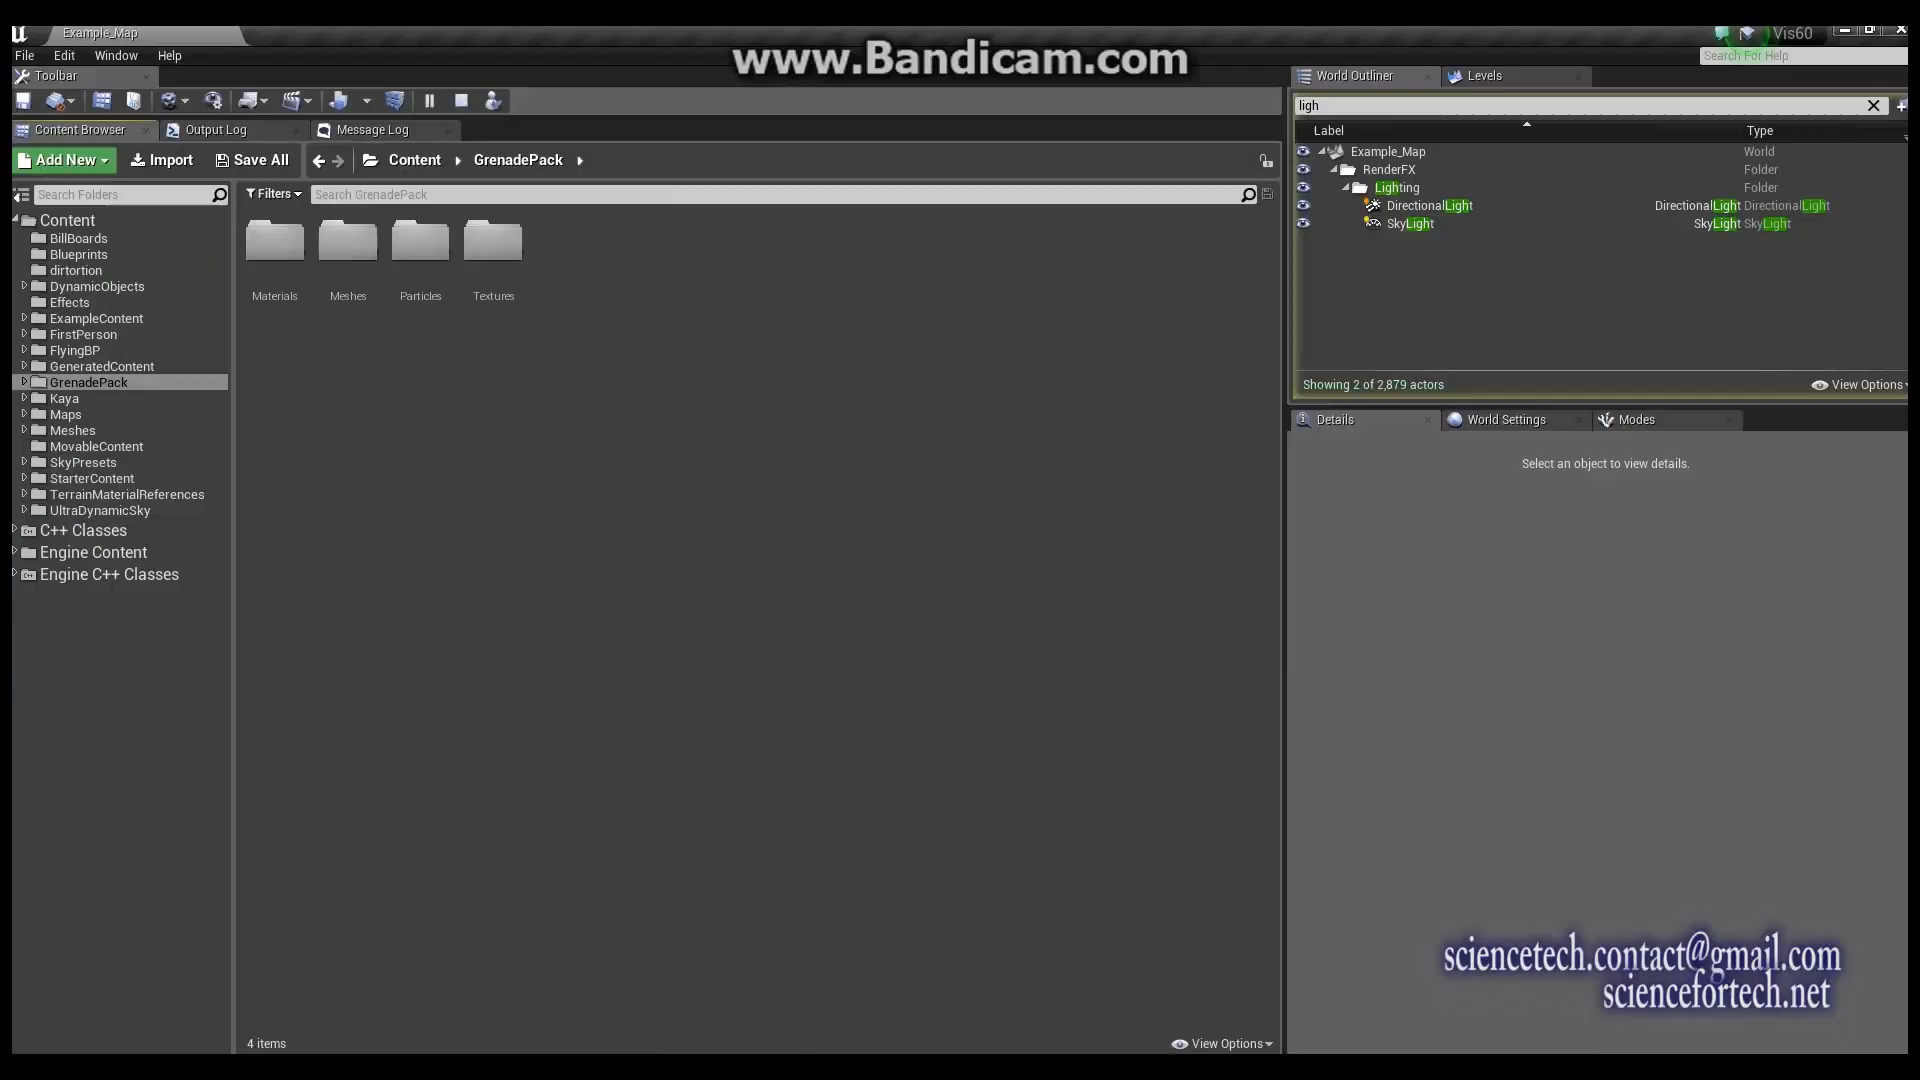 Example_Map
www.Bandicam.com
Vis60
File Edit Window Help
Search For Help
Toolbar
World Outliner
Levels
ligh
Content Browser
Output Log
Message Log
Label
Type
Add New
Import
Save All
Content
GrenadePack
Search Folders
Filters
Search GrenadePack
Example_Map World
RenderFX Folder
Lighting Folder
DirectionalLight DirectionalLight DirectionalLight
SkyLight SkyLight SkyLight
Content
BillBoards
Blueprints
dirtortion
DynamicObjects
Effects
ExampleContent
FirstPerson
FlyingBP
GeneratedContent
GrenadePack
Kaya
Maps
Meshes
MovableContent
SkyPresets
StarterContent
TerrainMaterialReferences
UltraDynamicSky
C++ Classes
Engine Content
Engine C++ Classes
Materials
Meshes
Particles
Textures
Showing 2 of 2,879 actors
View Options
Details
World Settings
Modes
Select an object to view details.
sciencetech.contact@gmail.com
sciencefortech.net
4 items
View Options